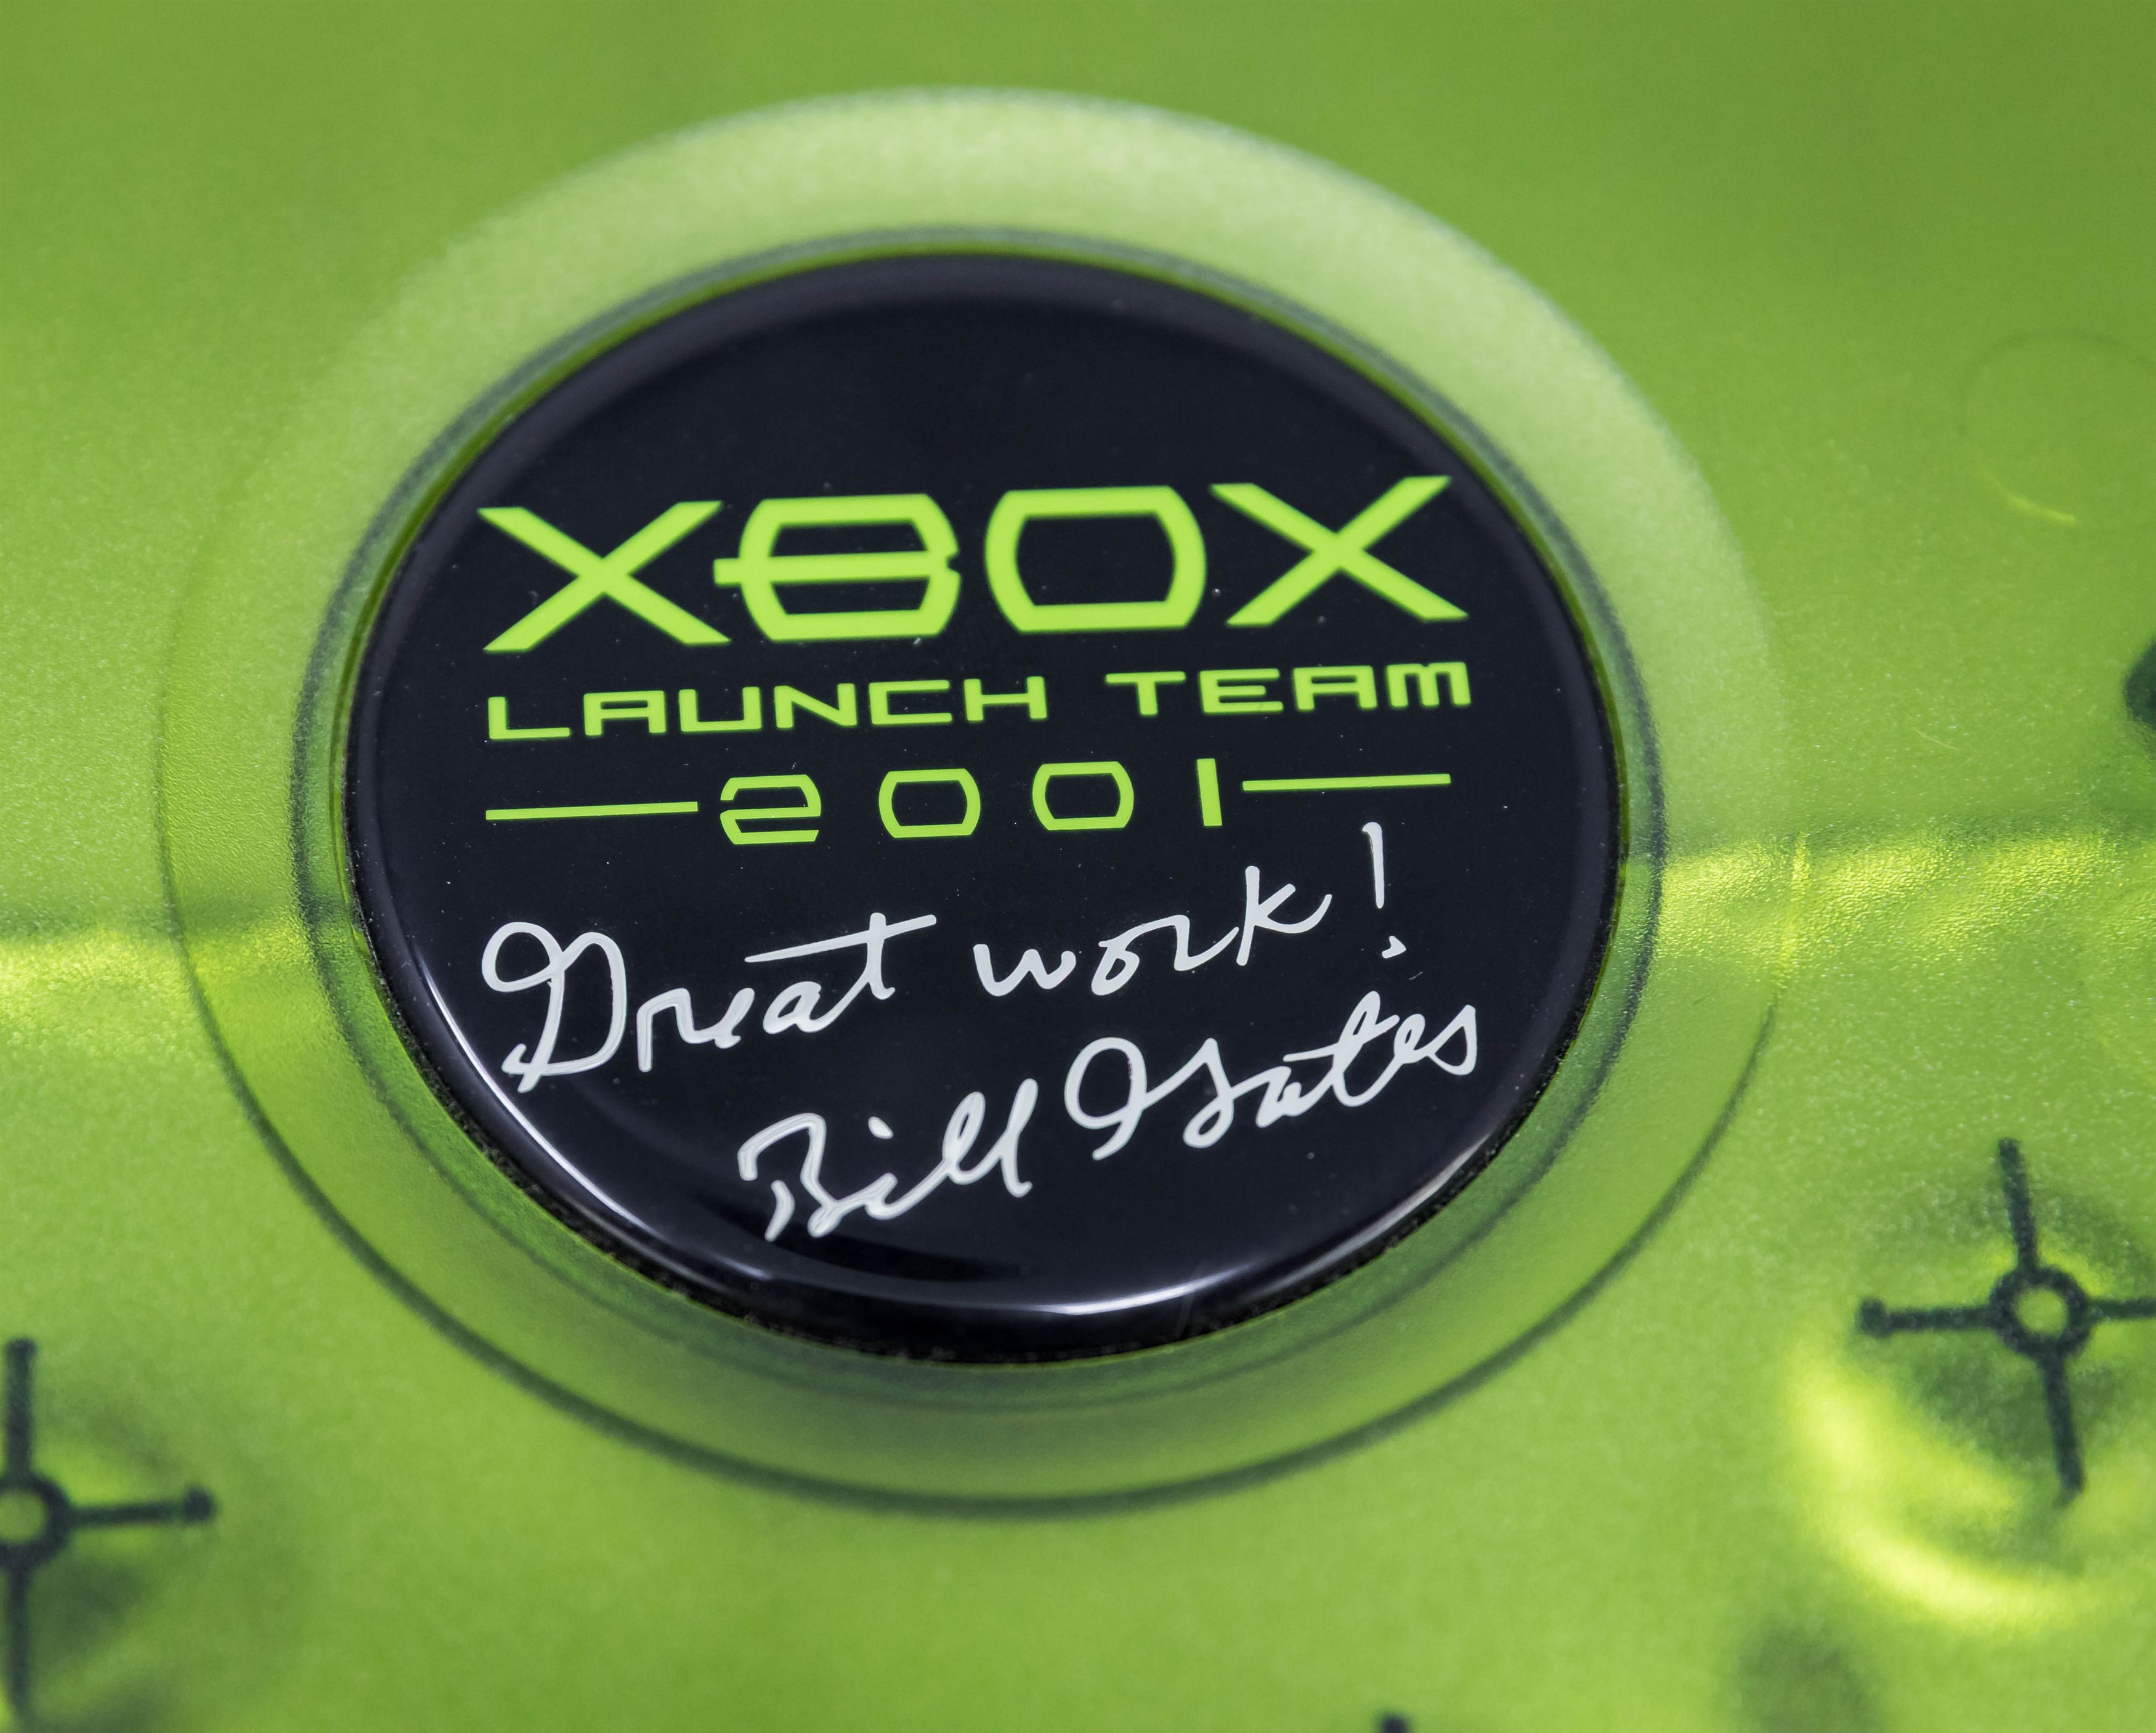 XBOX
LAUNCH TEAM
2001
Great work!
Bill Gates